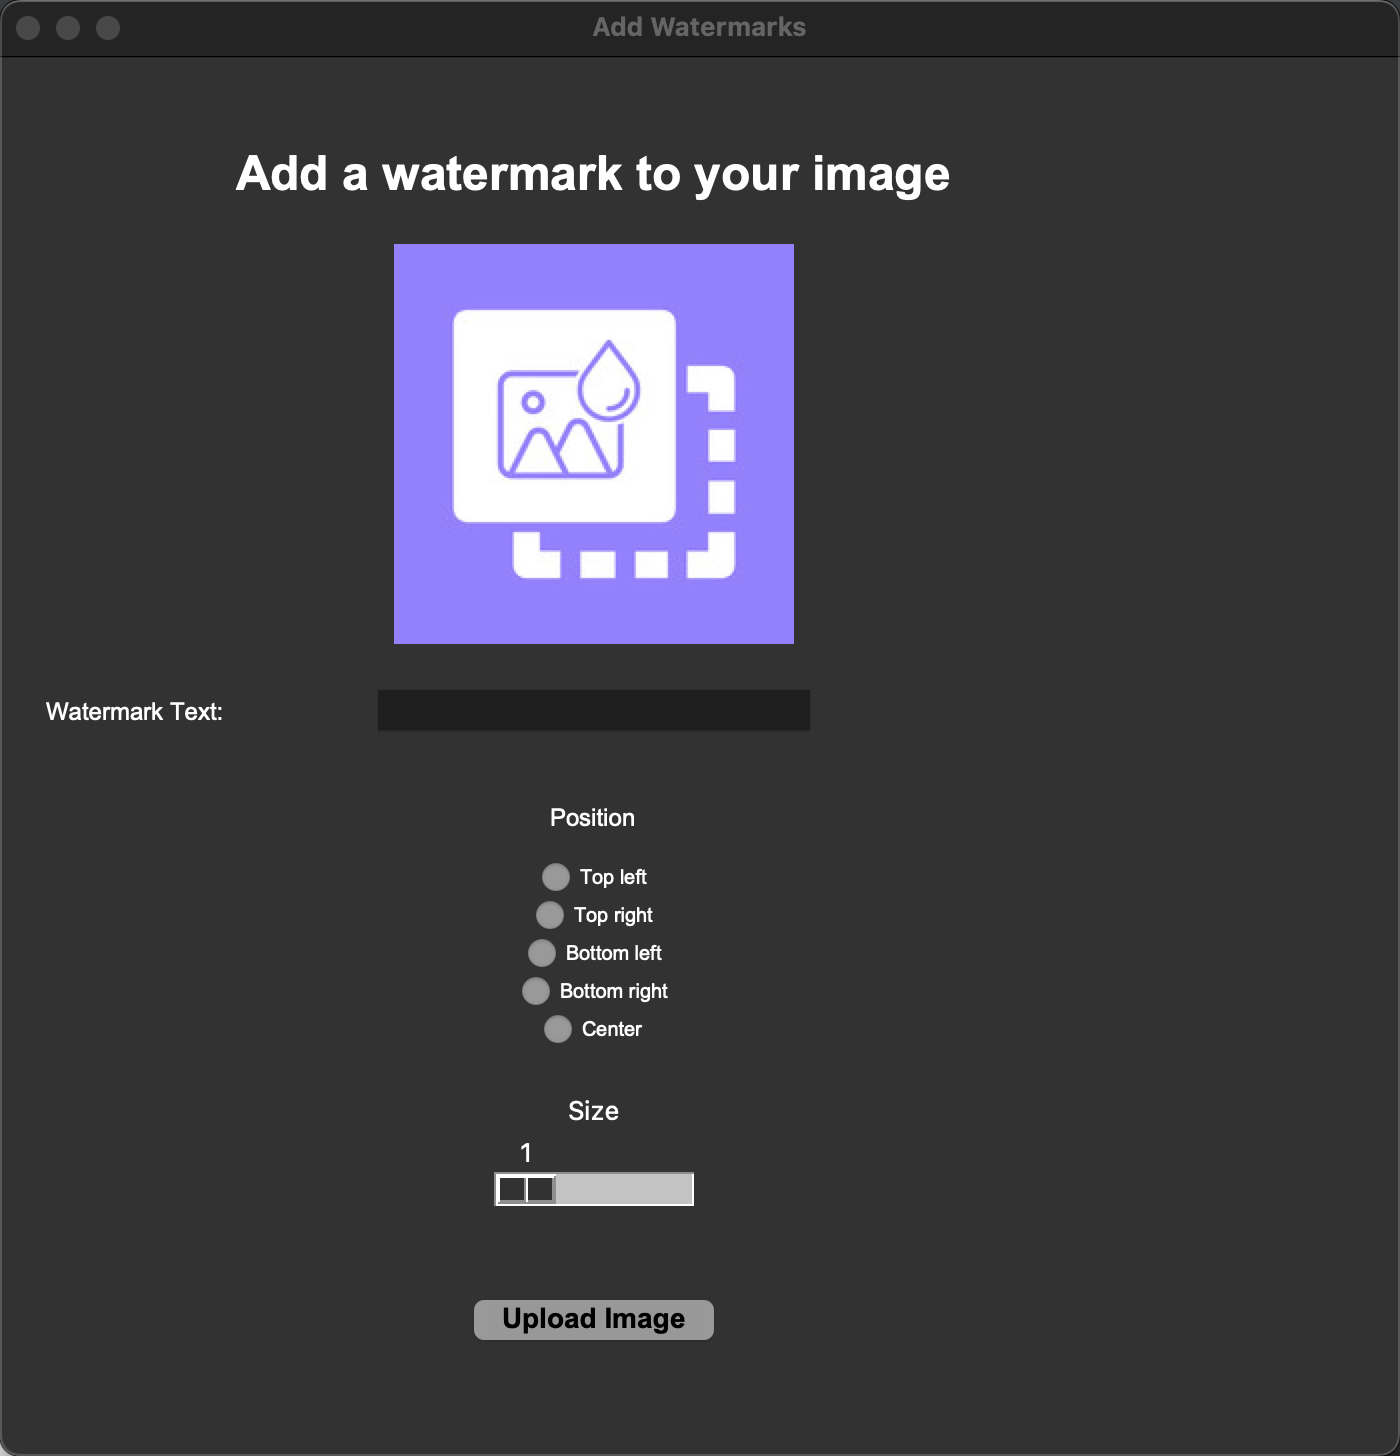 Add Watermarks
Add a watermark to your image
Watermark Text:
Position
Top left
Top right
Bottom left
Bottom right
Center
Size
1
Upload Image